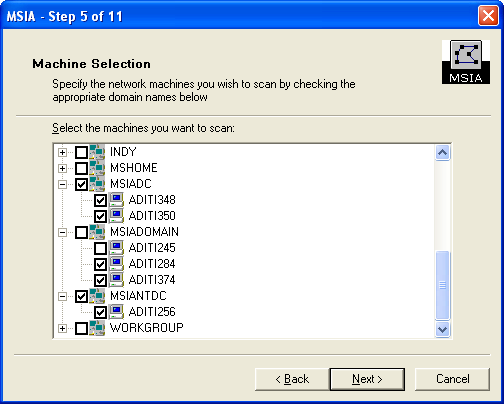 MSIA - Step 5 of 11
Machine Selection
Specify the network machines you wish to scan by checking the
appropriate domain names below
MSIA
Select the machines you want to scan:
INDY
MSHOME
MSIADC
ADITI348
ADITI350
MSIADOMAIN
ADITI245
ADITI284
ADITI374
MSIANTDC
ADITI256
WORKGROUP
< Back Next > Cancel